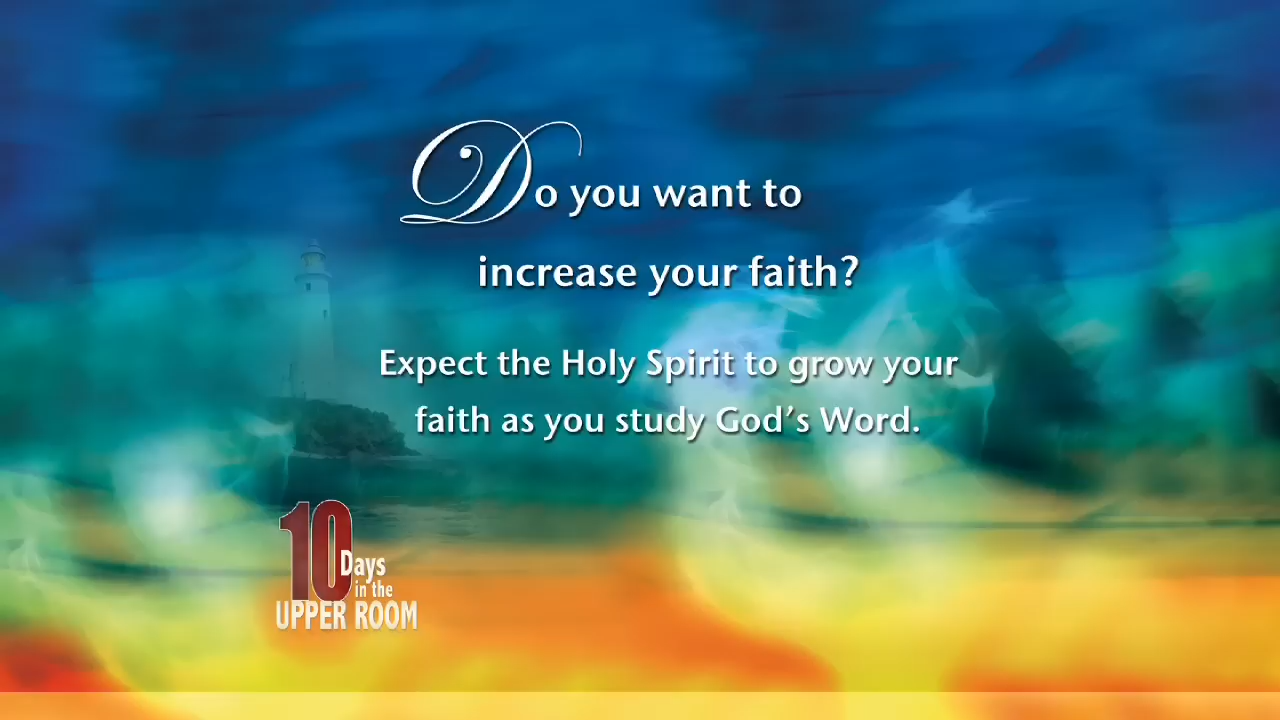 Do you want to
increase your faith?
Expect the Holy Spirit to grow your
faith as you study God's Word.
10
Days
in the
UPPER ROOM